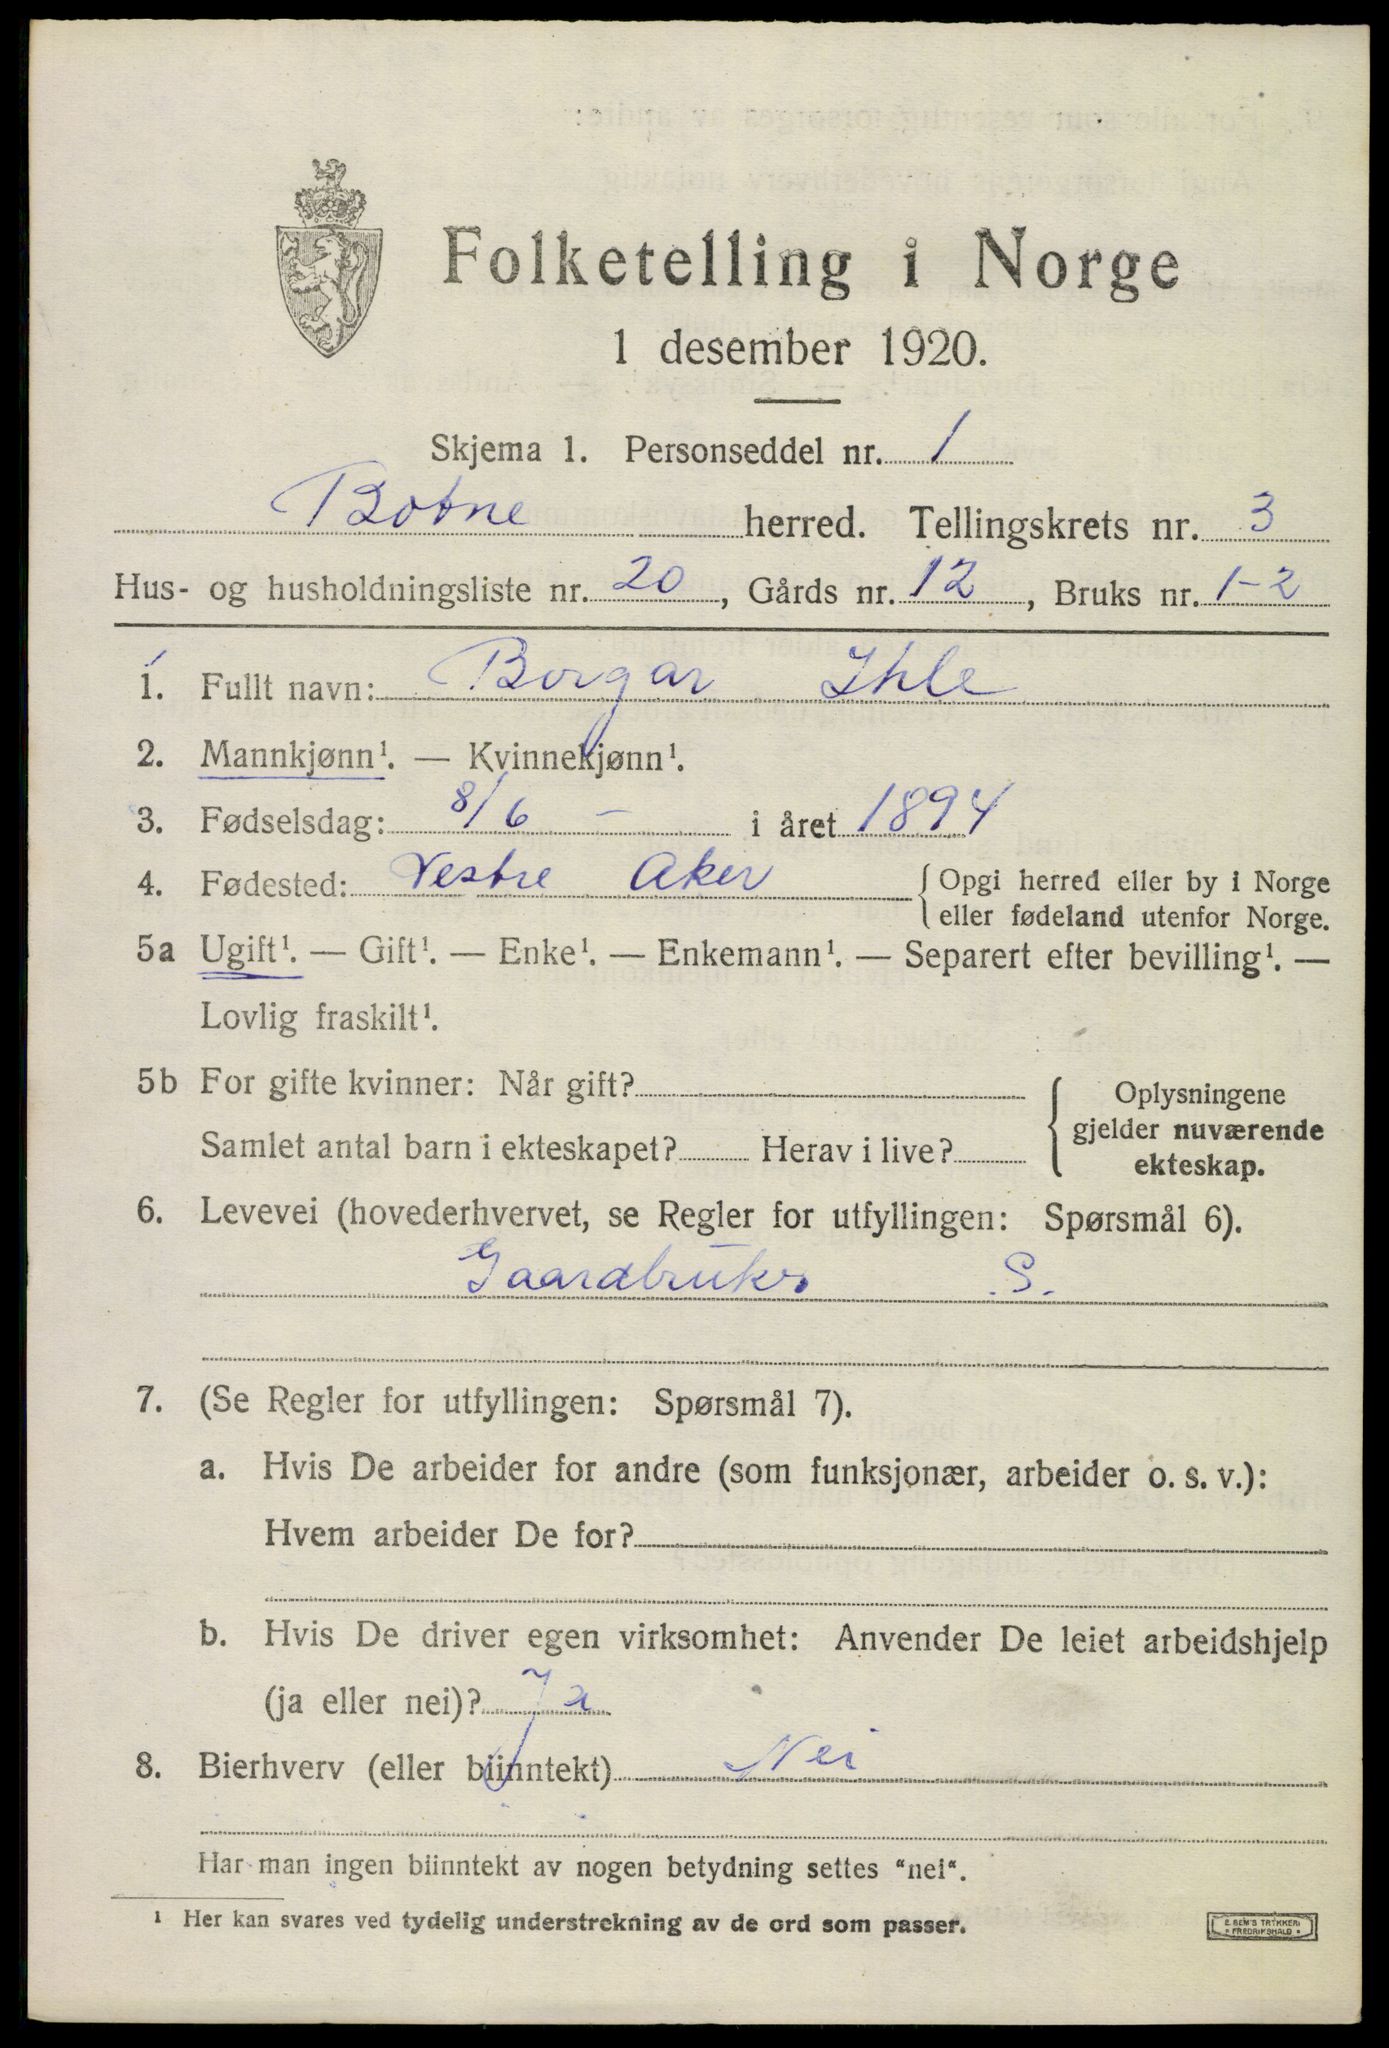 Folketelling i Norge
1 desember 1920.
Skjema 1. Personseddel nr. 1
Botne herred. Tellingskrets nr. 3
Hus- og husholdningsliste nr. 20, Gårds nr. 12, Bruks nr. 1-2
1. Fullt navn: Borgar Ihle
2. Mannkjønn¹. — Kvinnekjønn¹.
3. Fødselsdag: 8/6 – i året 1894
4. Fødested: Vestre Aker { Opgi herred eller by i Norge
eller fødeland utenfor Norge.
5a Ugift¹. — Gift¹. — Enke¹. — Enkemann¹. — Separert efter bevilling¹. —
Lovlig fraskilt¹.
5b For gifte kvinner: Når gift?
Samlet antal barn i ekteskapet? Herav i live?
Oplysningene
gjelder nuværende
ekteskap.
6. Levevei (hovederhvervet, se Regler for utfyllingen: Spørsmål 6).
Gaardbruker S.
7. (Se Regler for utfyllingen: Spørsmål 7).
a. Hvis De arbeider for andre (som funksjonær, arbeider o. s. v.):
Hvem arbeider De for?
b. Hvis De driver egen virksomhet: Anvender De leiet arbeidshjelp
(ja eller nei)? Ja
8. Bierhverv (eller biinntekt) Nei
Har man ingen biinntekt av nogen betydning settes "nei".
¹ Her kan svares ved tydelig understrekning av de ord som passer.
E. SEM'S TRYKKERI
FREDRIKSHALD